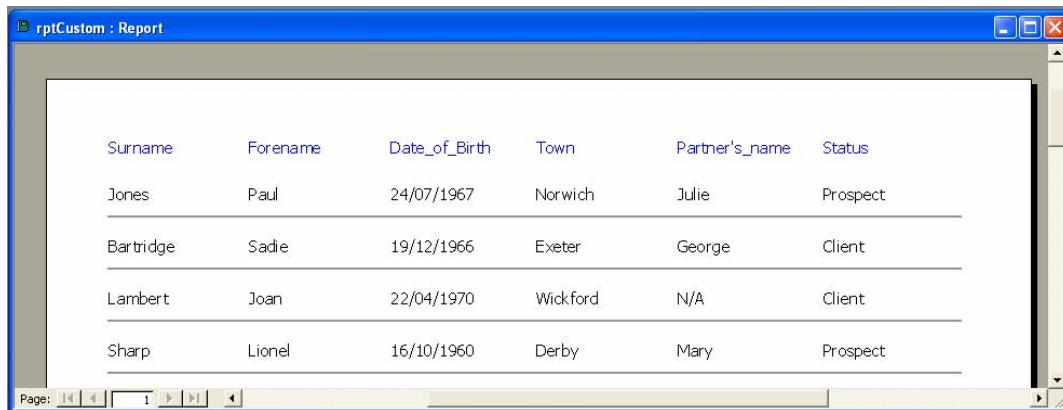 rptCustom : Report
Surname Forename Date_of_Birth Town Partner's_name Status
Jones Paul 24/07/1967 Norwich Julie Prospect
Bartridge Sadie 19/12/1966 Exeter George Client
Lambert Joan 22/04/1970 Wickford N/A Client
Sharp Lionel 16/10/1960 Derby Mary Prospect
Page: 1